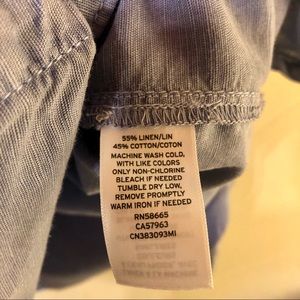 55% LINEN/LIN
45% COTTON/COTON
MACHINE WASH COLD,
WITH LIKE COLORS
ONLY NON-CHLORINE
BLEACH IF NEEDED
TUMBLE DRY LOW,
REMOVE PROMPTLY
WARM IRON IF NEEDED
RN58665
CA57963
CN383093MI